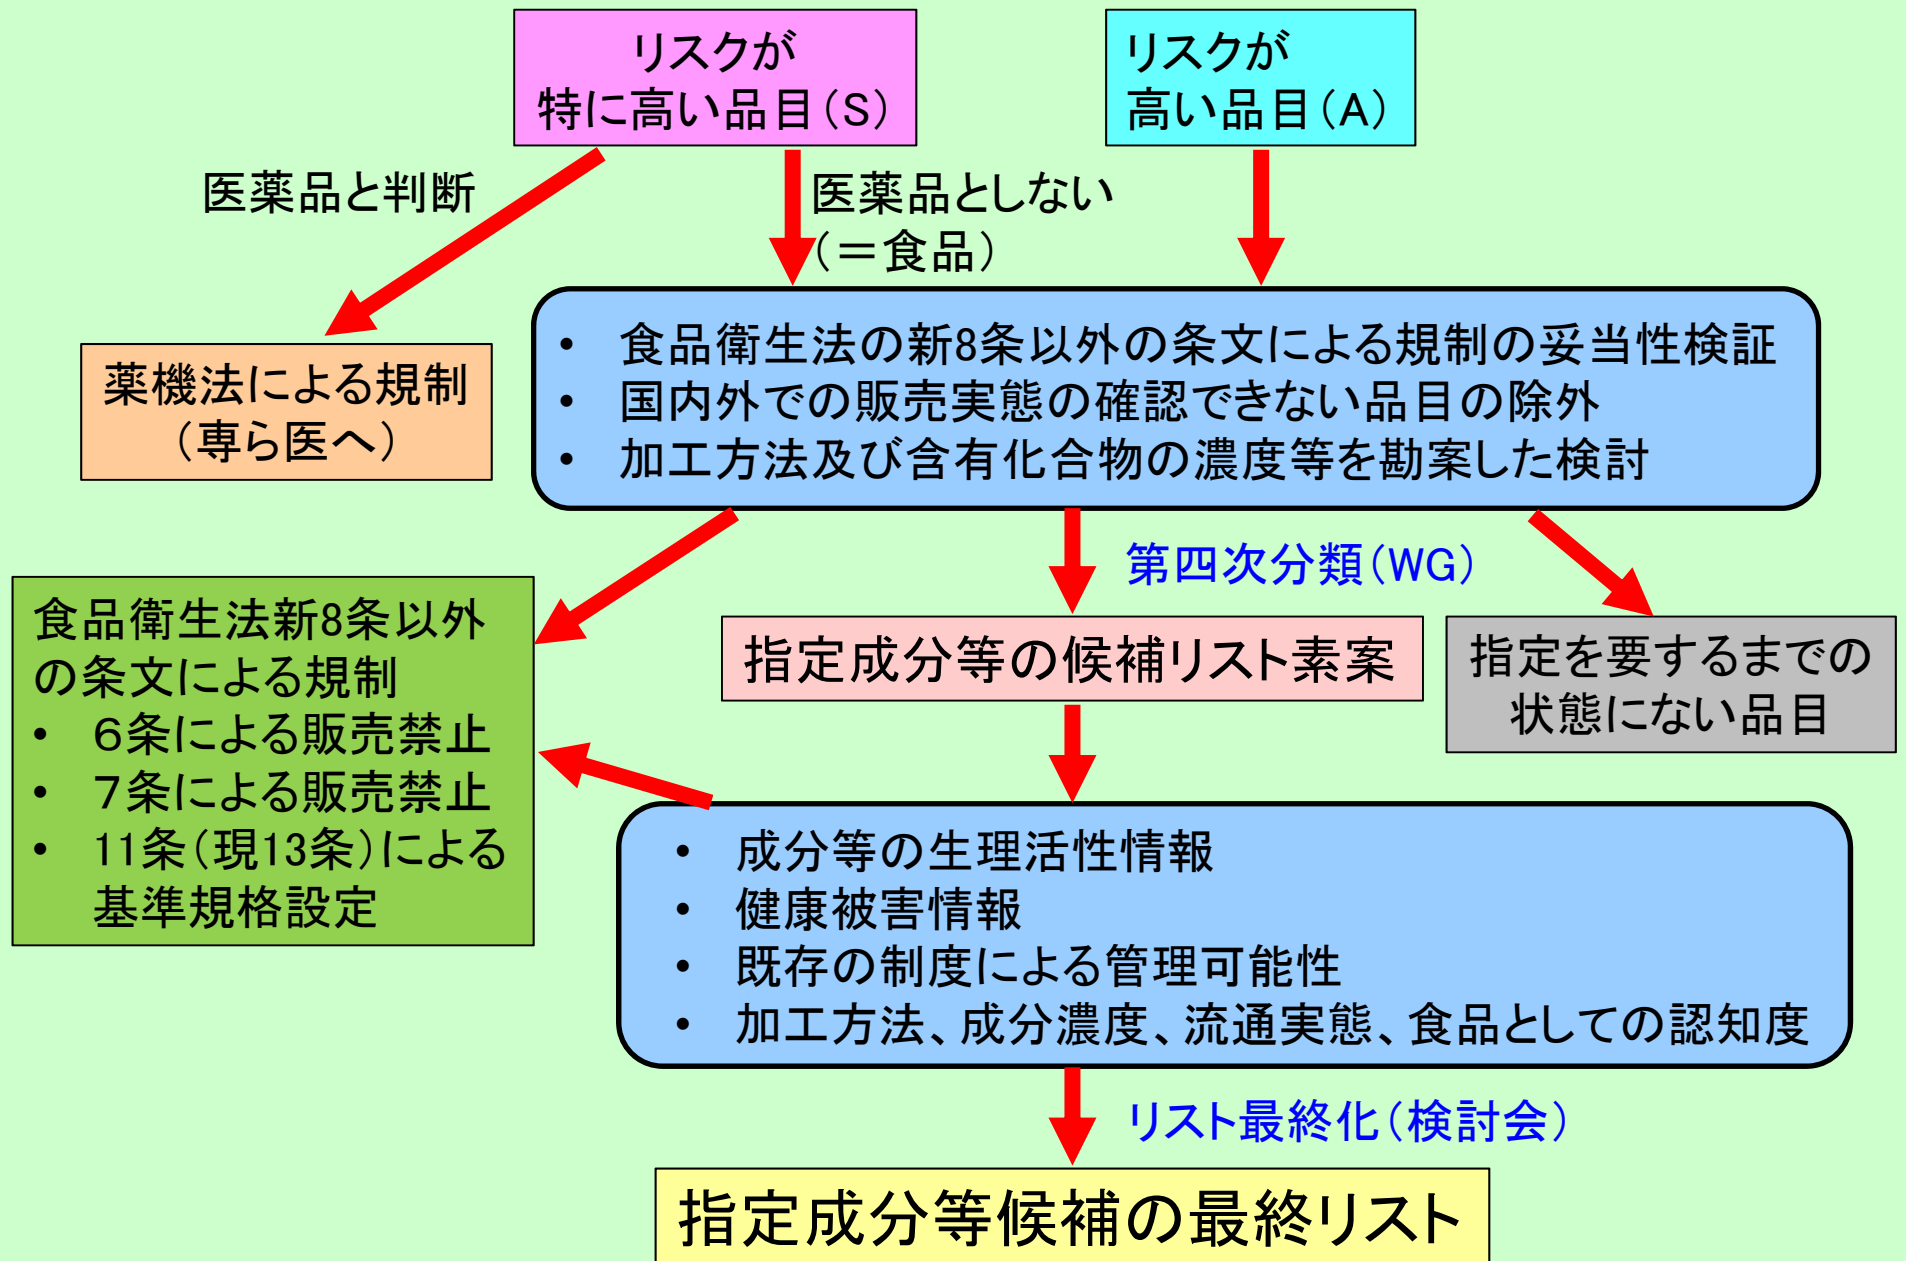 リスクが
特に高い品目(S)
リスクが
高い品目(A)
医薬品と判断
医薬品としない
(=食品)
薬機法による規制
(専ら医へ)
• 食品衛生法の新8条以外の条文による規制の妥当性検証
• 国内外での販売実態の確認できない品目の除外
• 加工方法及び含有化合物の濃度等を勘案した検討
第四次分類(WG)
食品衛生法新8条以外
の条文による規制
• 6条による販売禁止
• 7条による販売禁止
• 11条(現13条)による
基準規格設定
指定成分等の候補リスト素案
指定を要するまでの
状態にない品目
• 成分等の生理活性情報
• 健康被害情報
• 既存の制度による管理可能性
• 加工方法、成分濃度、流通実態、食品としての認知度
リスト最終化(検討会)
指定成分等候補の最終リスト